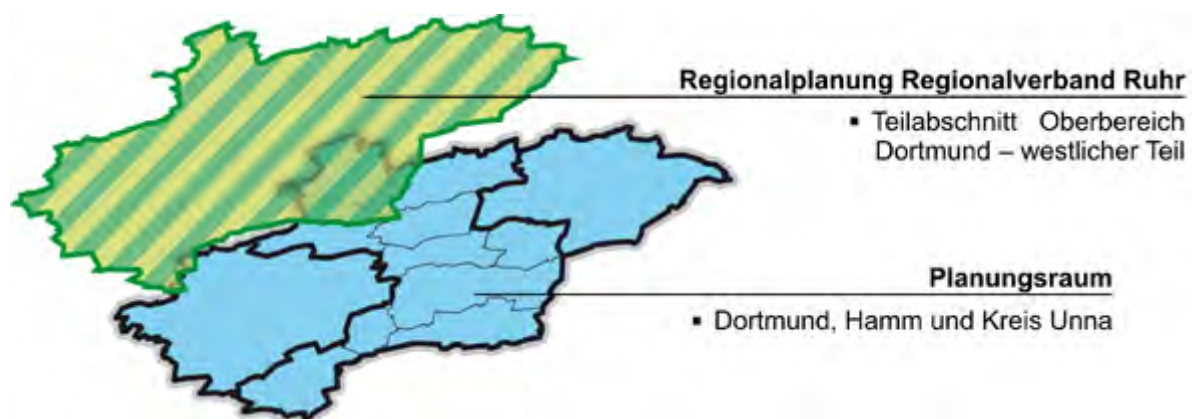 Regionalplanung Regionalverband Ruhr
▪ Teilabschnitt Oberbereich
Dortmund – westlicher Teil
Planungsraum
▪ Dortmund, Hamm und Kreis Unna